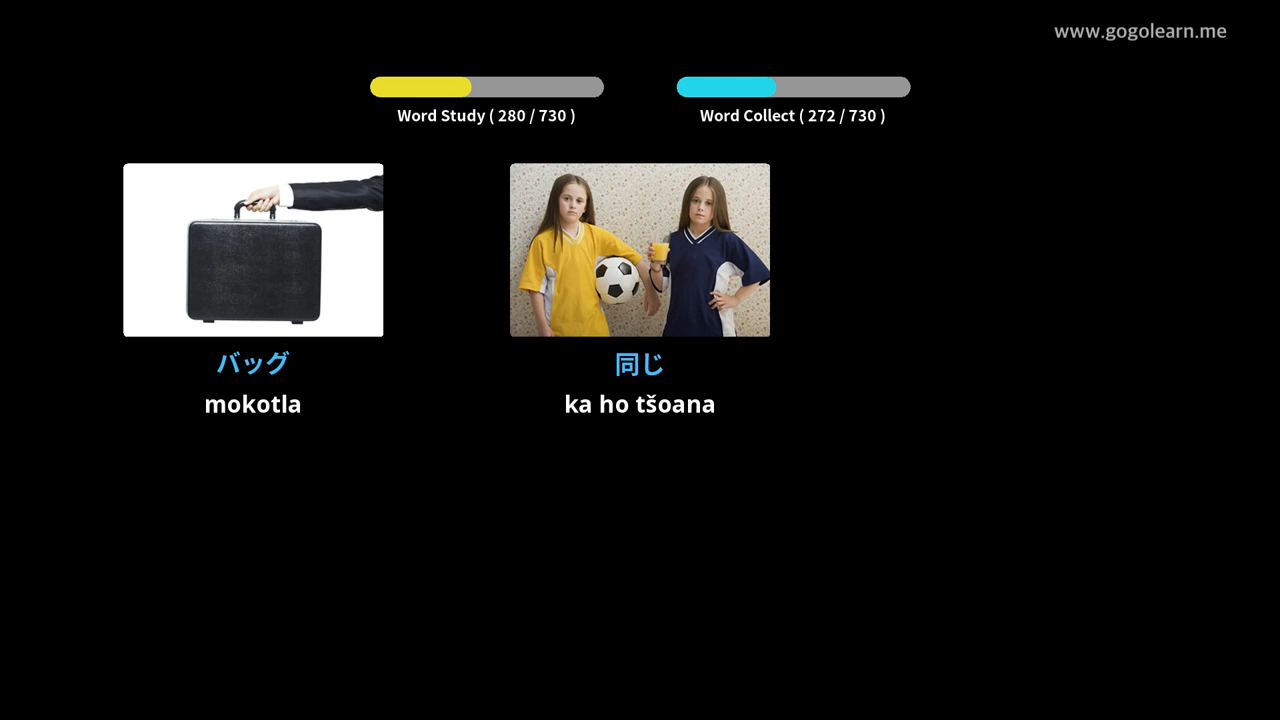 www.gogolearn.me
Word Study ( 280 / 730 )
Word Collect ( 272 / 730 )
バッグ
mokotla
同じ
ka ho tšoana